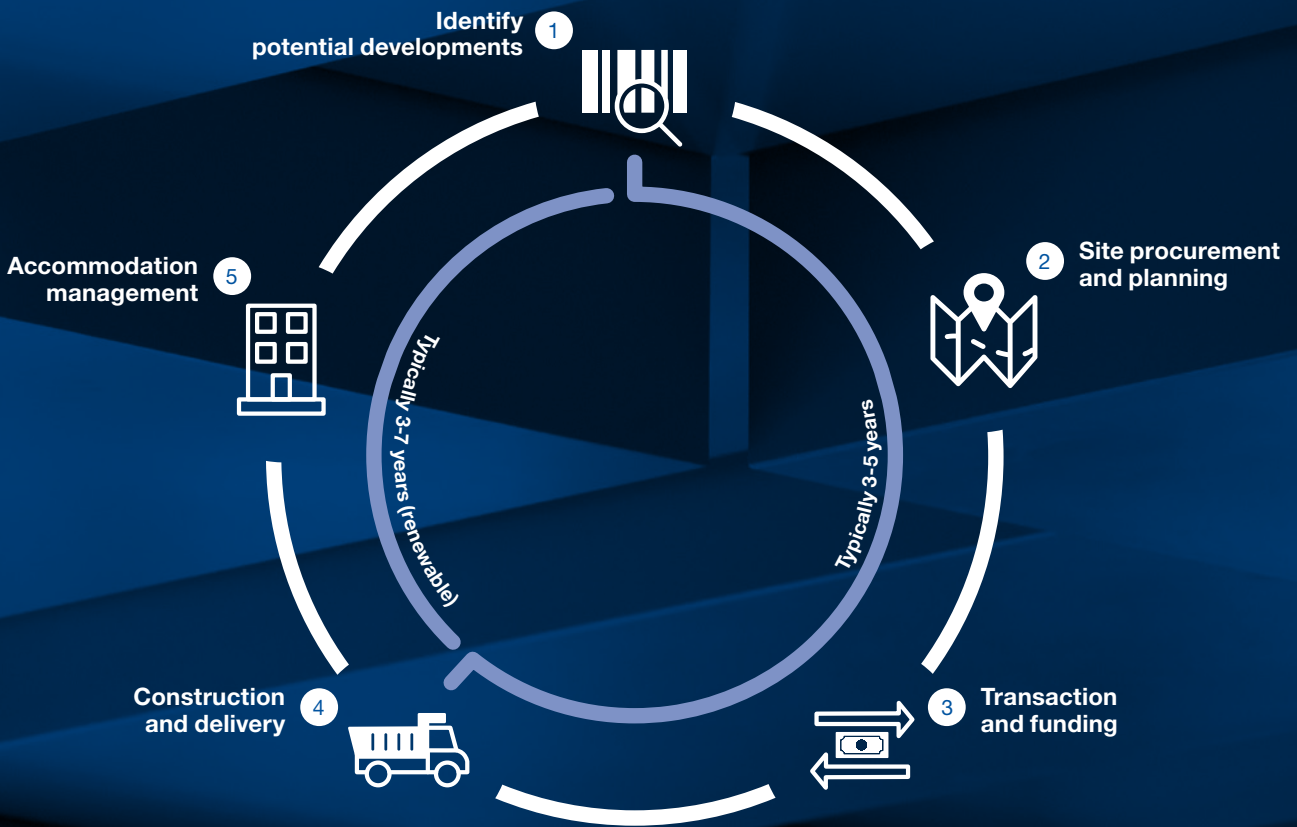 Identify
potential developments
1
2
Site procurement
and planning
Accommodation
management
5
Typically 3-7 years (renewable)
Typically 3-5 years
Construction
and delivery
4
3
Transaction
and funding